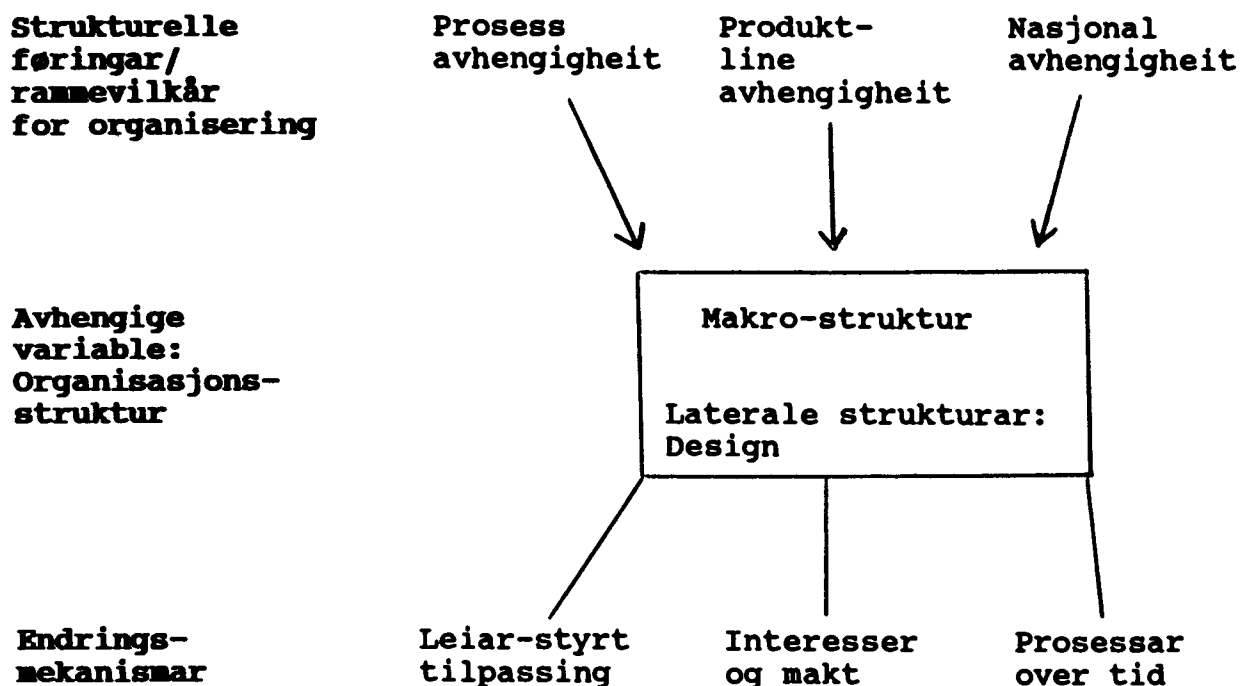 Strukturelle
føringar/
rammevilkår
for organisering
Prosess
avhengigheit
Produkt-
line
avhengigheit
Nasjonal
avhengigheit
Avhengige
variable:
Organisasjons-
struktur
Makro-struktur
Laterale strukturar:
Design
Endrings-
mekanismar
Leiar-styrt
tilpassing
Interesser
og makt
Prosessar
over tid